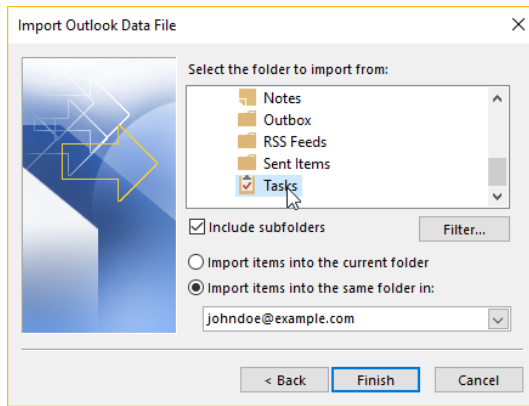 Import Outlook Data File
Select the folder to import from:
Notes
Outbox
RSS Feeds
Sent Items
Tasks
Include subfolders
Filter...
Import items into the current folder
Import items into the same folder in:
johndoe@example.com
< Back
Finish
Cancel